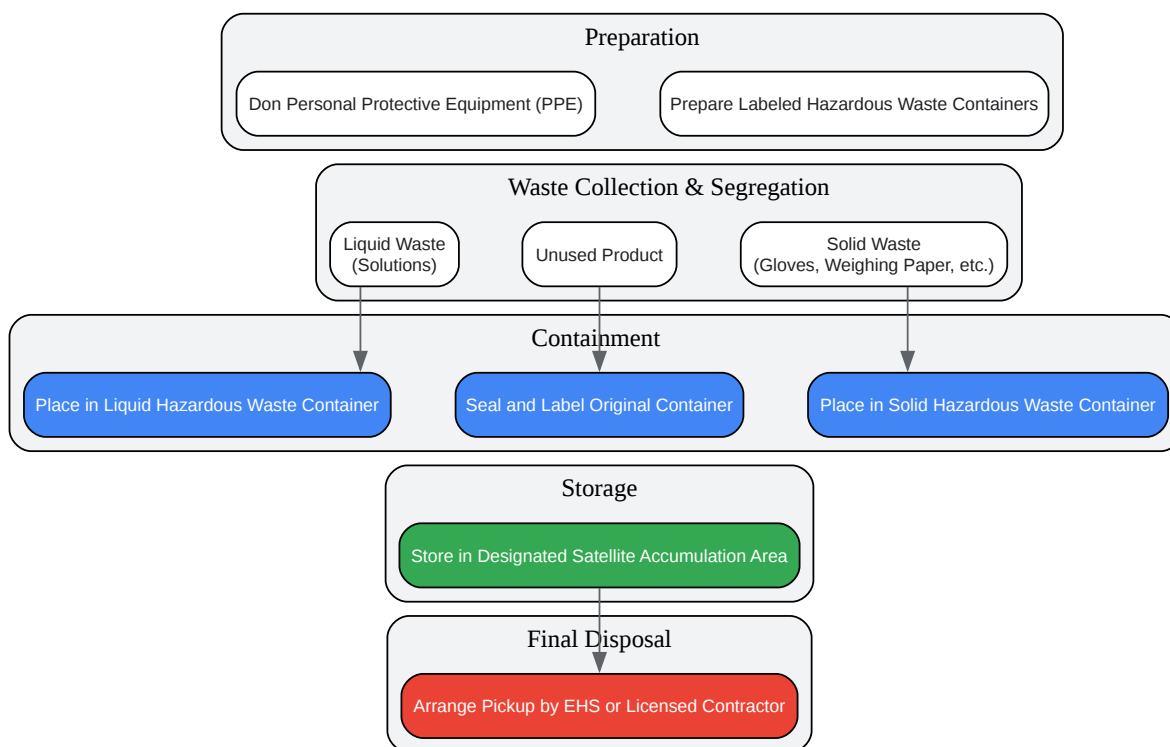 Preparation
Don Personal Protective Equipment (PPE)
Prepare Labeled Hazardous Waste Containers
Waste Collection & Segregation
Liquid Waste
(Solutions)
Unused Product
Solid Waste
(Gloves, Weighing Paper, etc.)
Containment
Place in Liquid Hazardous Waste Container
Seal and Label Original Container
Place in Solid Hazardous Waste Container
Storage
Store in Designated Satellite Accumulation Area
Final Disposal
Arrange Pickup by EHS or Licensed Contractor